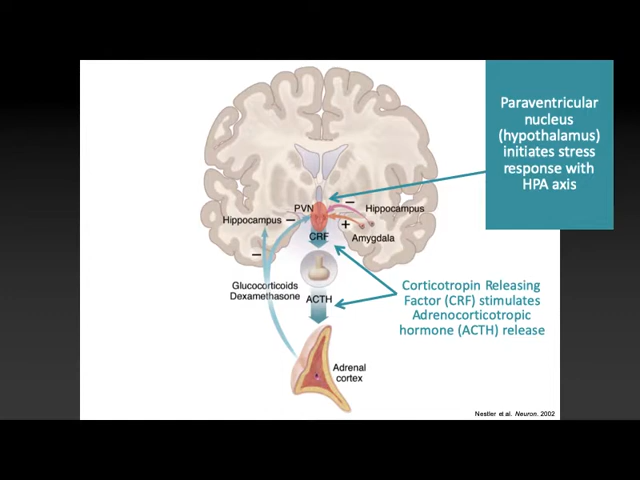 Paraventricular
nucleus
(hypothalamus)
initiates stress
response with
HPA axis
PVN
−
Hippocampus
Hippocampus
−
+
CRF
Amygdala
−
Glucocorticoids
Dexamethasone
ACTH
Corticotropin Releasing
Factor (CRF) stimulates
Adrenocorticotropic
hormone (ACTH) release
Adrenal
cortex
Nestler et al. Neuron. 2002